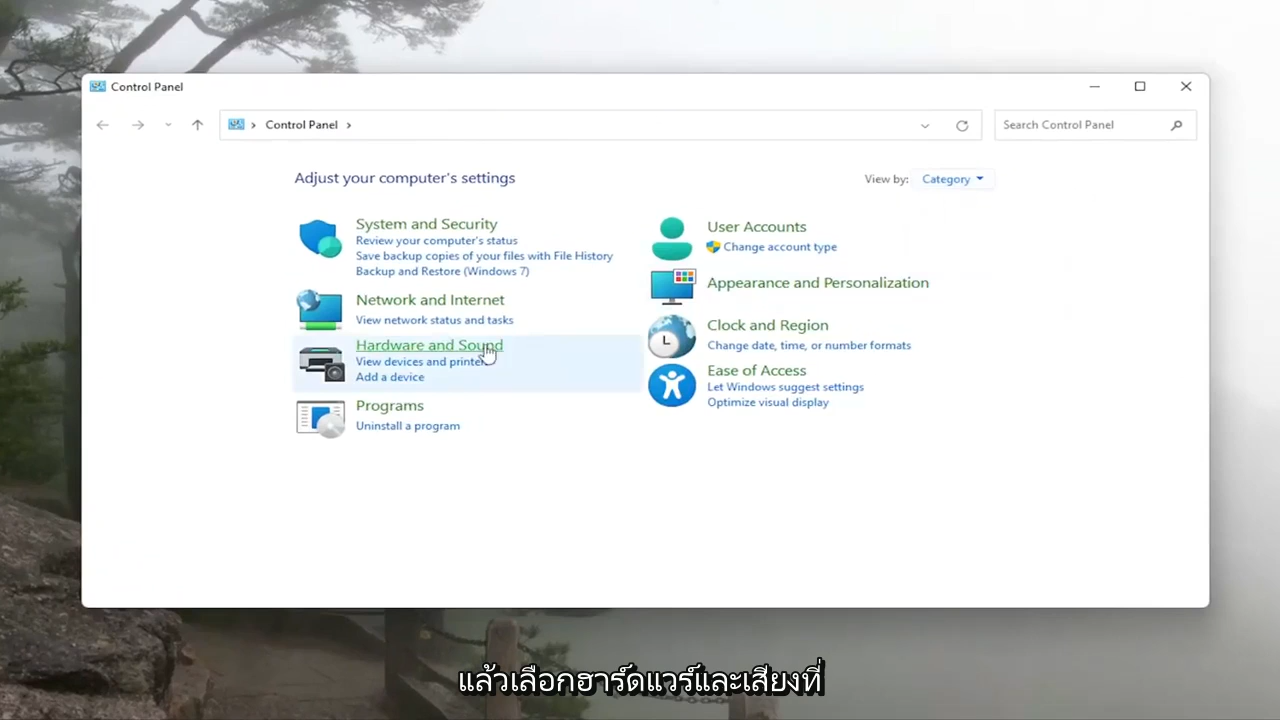 Control Panel
Control Panel
Search Control Panel
Adjust your computer's settings
View by: Category
System and Security
Review your computer's status
Save backup copies of your files with File History
Backup and Restore (Windows 7)
Network and Internet
View network status and tasks
Hardware and Sound
View devices and printers
Add a device
Programs
Uninstall a program
User Accounts
Change account type
Appearance and Personalization
Clock and Region
Change date, time, or number formats
Ease of Access
Let Windows suggest settings
Optimize visual display
แล้วเลือกฮาร์ดแวร์และเสียงที่